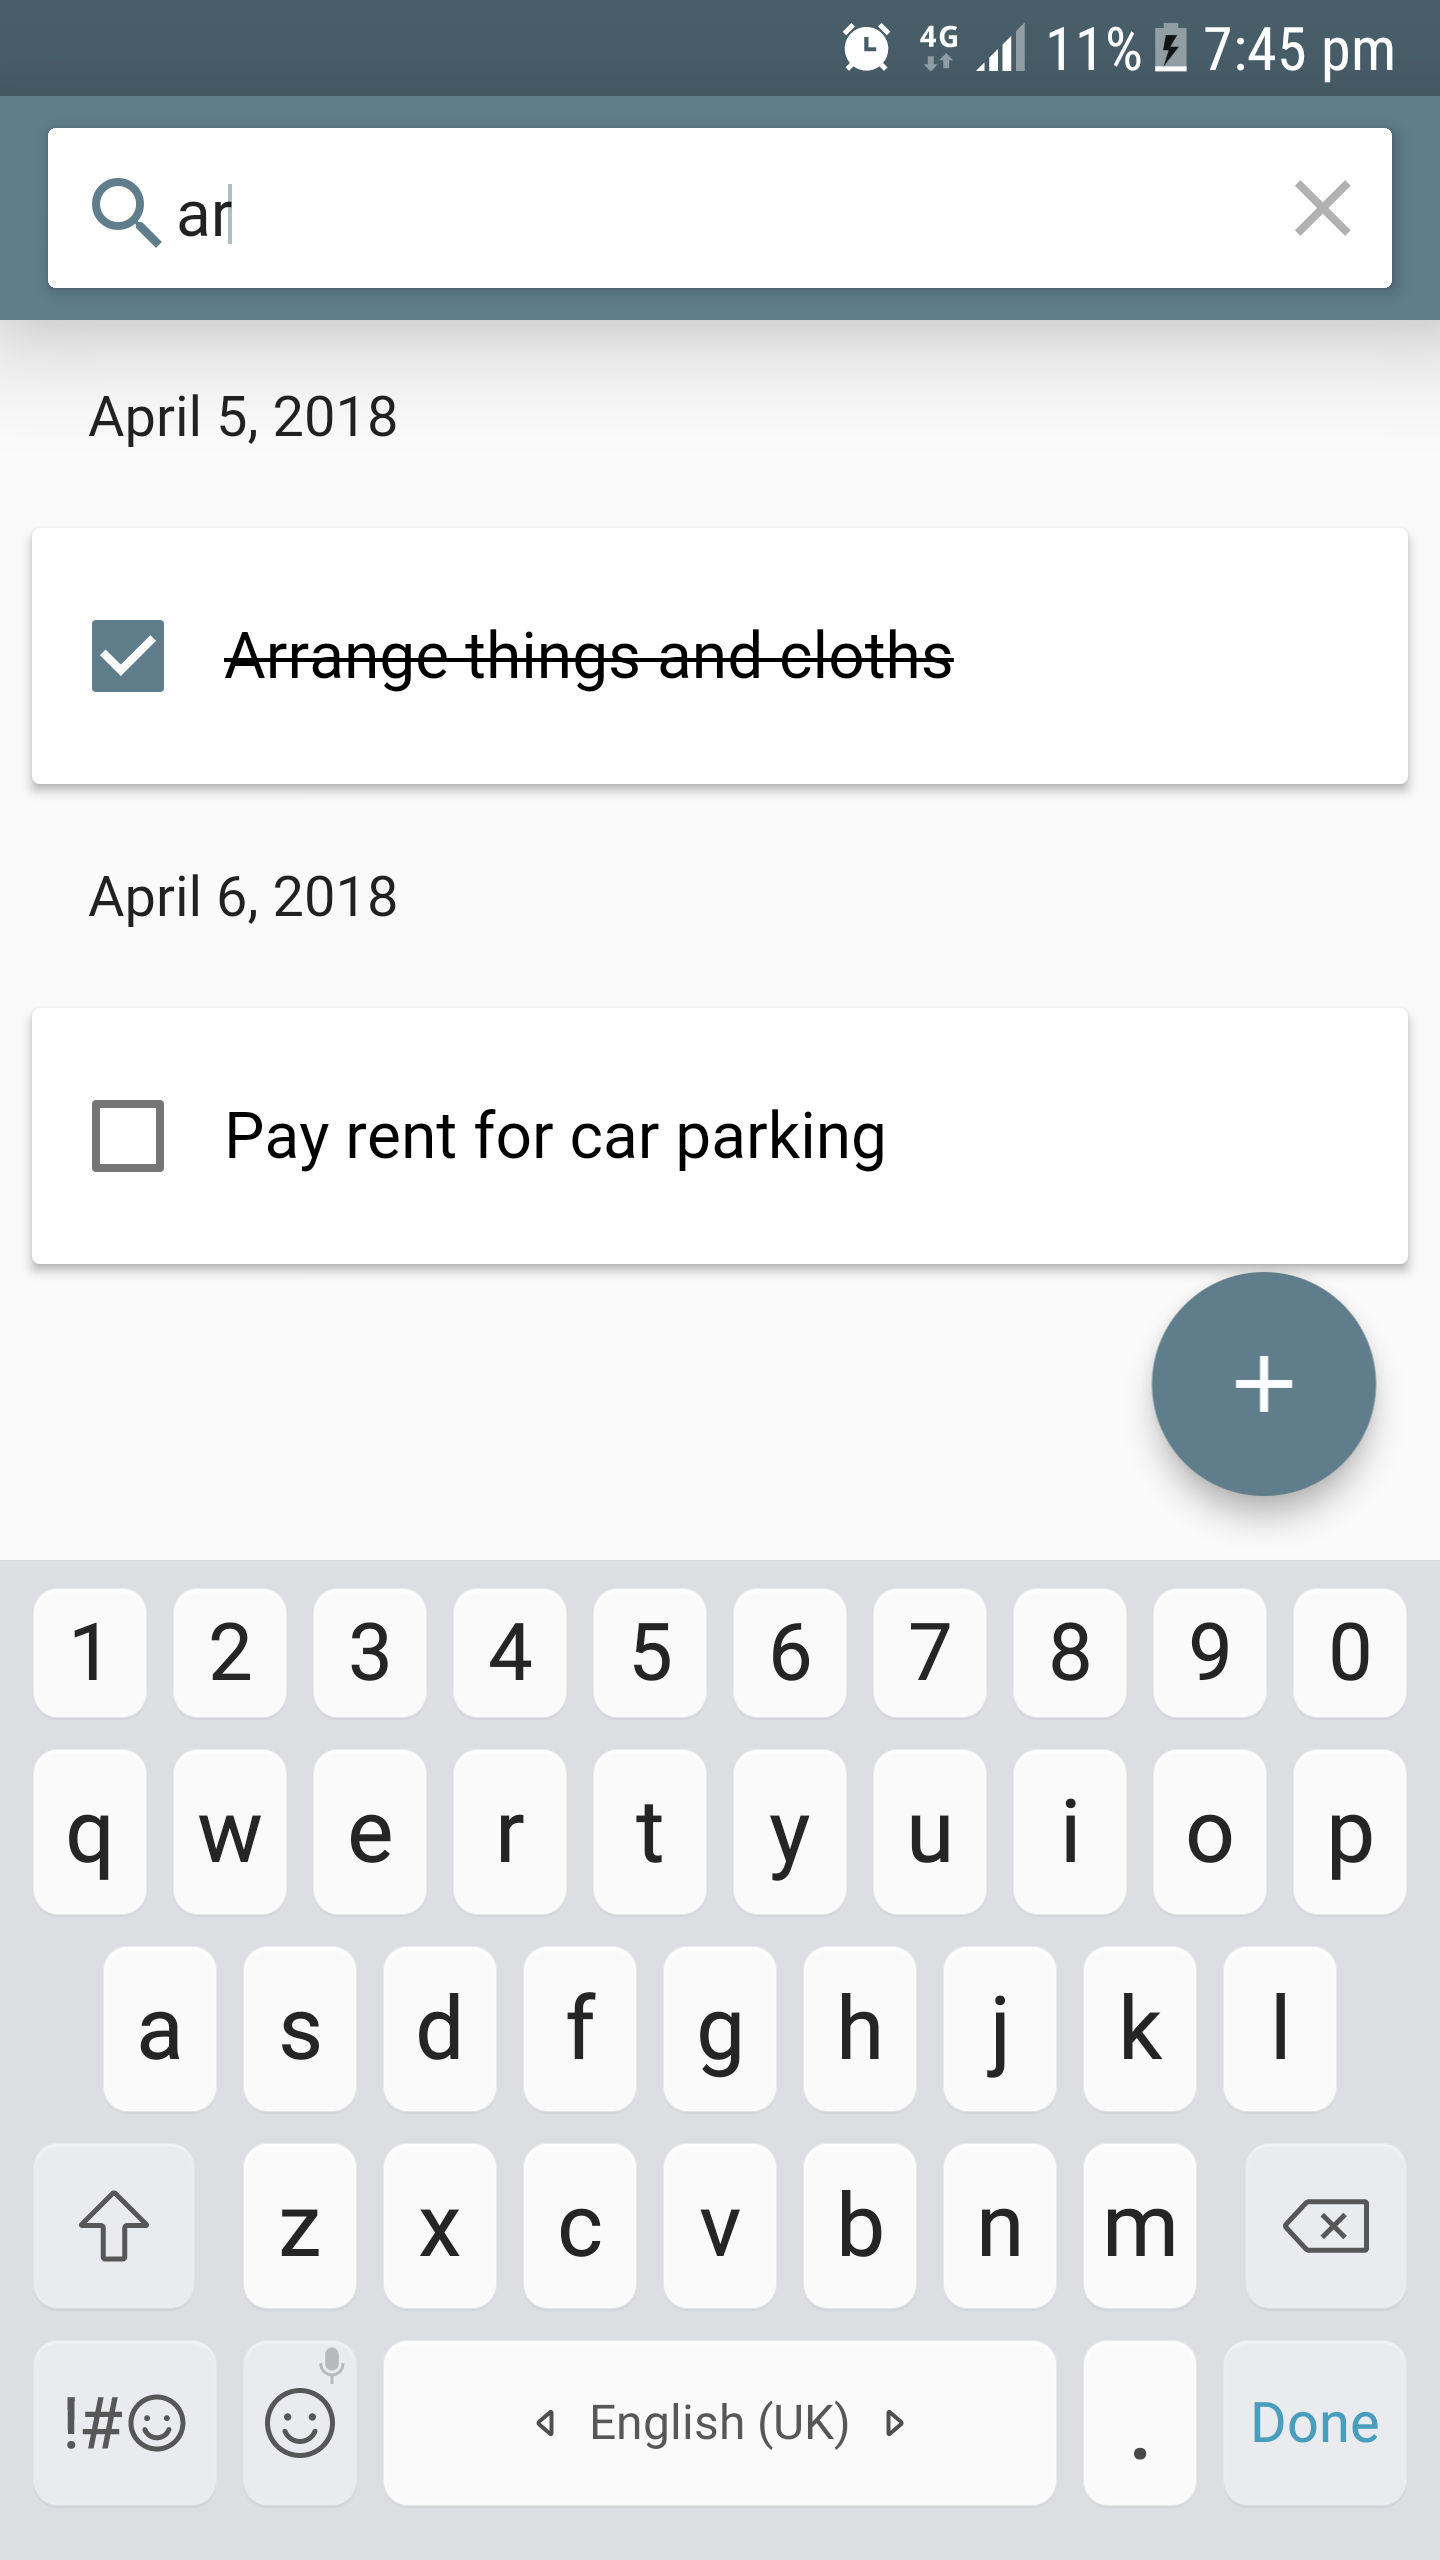 4G 11% 7:45 pm
ar
April 5, 2018
Arrange things and cloths
April 6, 2018
Pay rent for car parking
+
1 2 3 4 5 6 7 8 9 0
q w e r t y u i o p
a s d f g h j k l
z x c v b n m
!#☺ English (UK) . Done